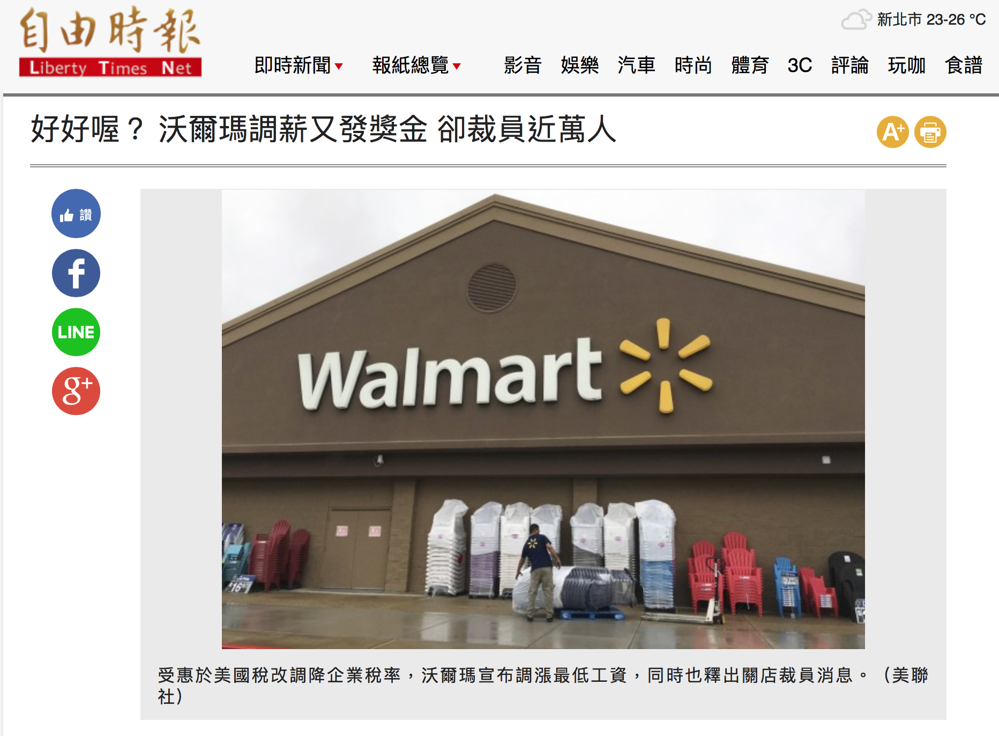 自由時報
Liberty Times Net
新北市 23-26 °C
即時新聞 報紙總覽 影音 娛樂 汽車 時尚 體育 3C 評論 玩咖 食譜
好好喔？ 沃爾瑪調薪又發獎金 卻裁員近萬人
A+
讚
f
LINE
g+
Walmart
受惠於美國稅改調降企業稅率，沃爾瑪宣布調漲最低工資，同時也釋出關店裁員消息。（美聯
社）